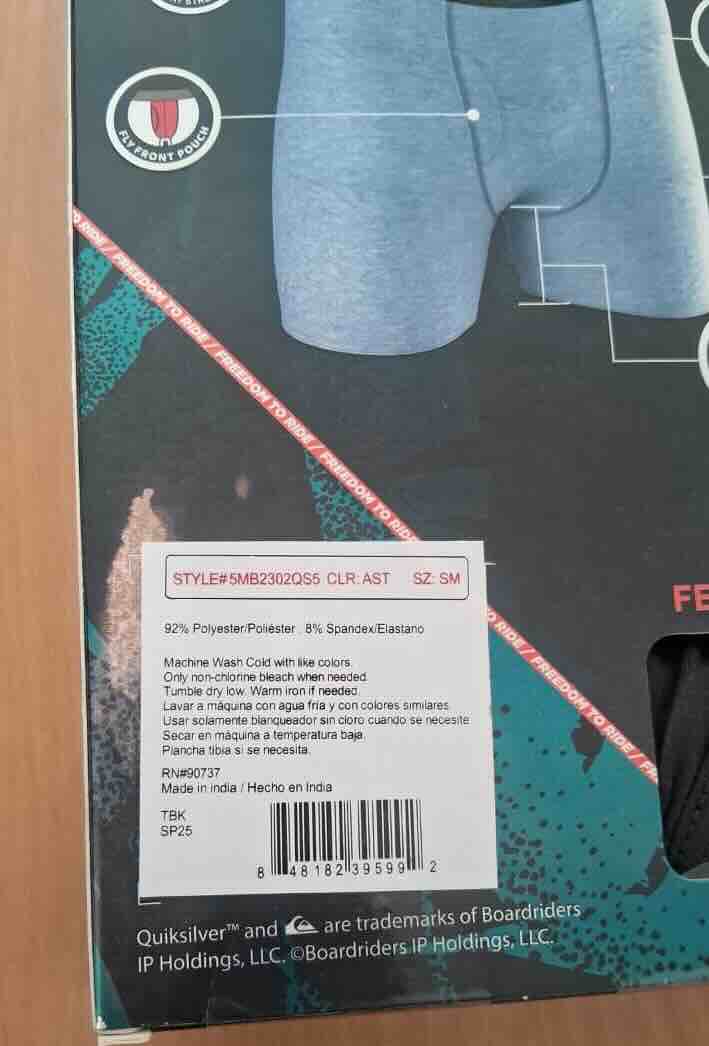 FLY FRONT POUCH
RIDE / FREEDOM TO RIDE / FREEDOM TO RIDE / FREEDOM TO RIDE
RIDE / FREEDOM TO RIDE /
STYLE# 5MB2302QS5 CLR: AST SZ: SM
FE
92% Polyester/Poliéster 8% Spandex/Elastano
Machine Wash Cold with like colors.
Only non-chlorine bleach when needed.
Tumble dry low. Warm iron if needed.
Lavar a máquina con agua fría y con colores similares.
Usar solamente blanqueador sin cloro cuando se necesite
Secar en máquina a temperatura baja.
Plancha tibia si se necesita.
RN#90737
Made in india / Hecho en India
TBK
SP25
8 48182 39599 2
Quiksilver™ and are trademarks of Boardriders
IP Holdings, LLC. ©Boardriders IP Holdings, LLC.